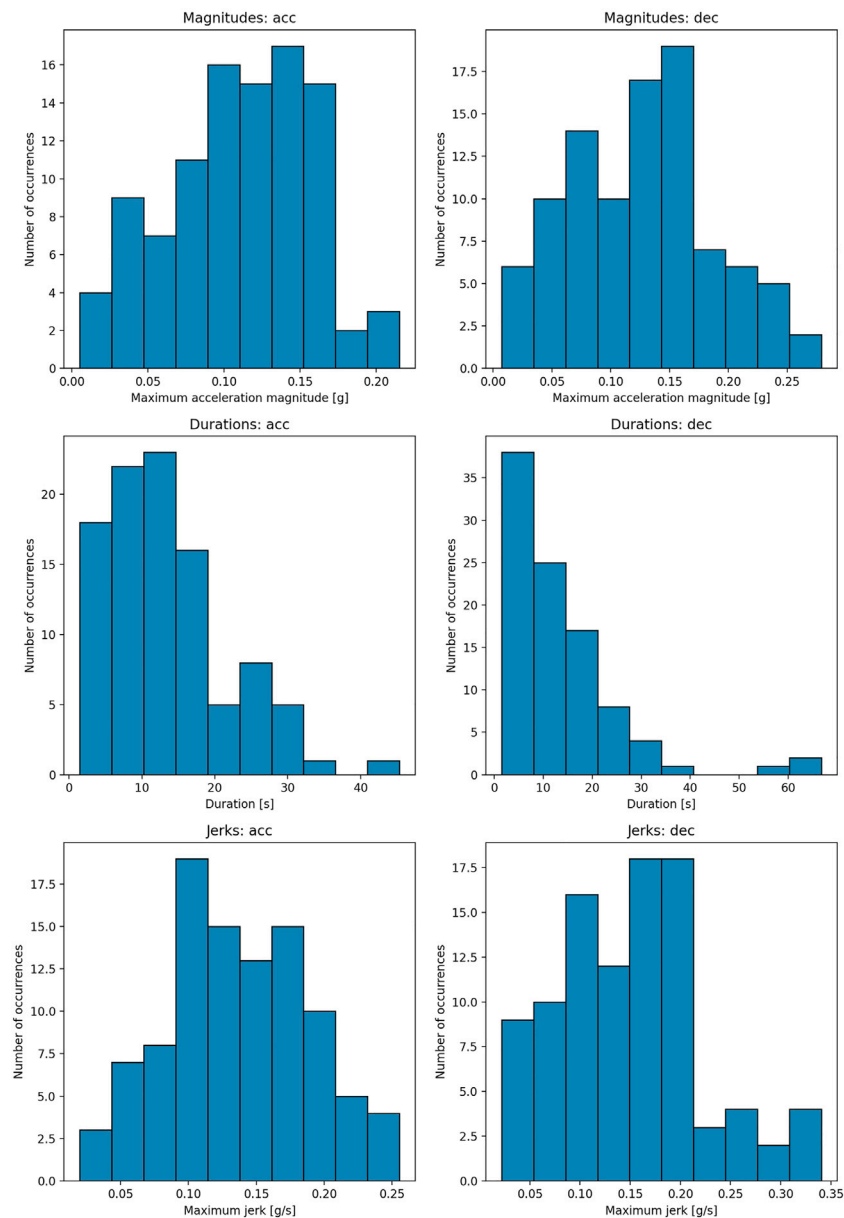 Magnitudes: acc
Number of occurrences
16
14
12
10
8
6
4
2
0
0.00 0.05 0.10 0.15 0.20
Maximum acceleration magnitude [g]
Magnitudes: dec
Number of occurrences
17.5
15.0
12.5
10.0
7.5
5.0
2.5
0.0
0.00 0.05 0.10 0.15 0.20 0.25
Maximum acceleration magnitude [g]
Durations: acc
Number of occurrences
20
15
10
5
0
0 10 20 30 40
Duration [s]
Durations: dec
Number of occurrences
35
30
25
20
15
10
5
0
0 10 20 30 40 50 60
Duration [s]
Jerks: acc
Number of occurrences
17.5
15.0
12.5
10.0
7.5
5.0
2.5
0.0
0.05 0.10 0.15 0.20 0.25
Maximum jerk [g/s]
Jerks: dec
Number of occurrences
17.5
15.0
12.5
10.0
7.5
5.0
2.5
0.0
0.05 0.10 0.15 0.20 0.25 0.30 0.35
Maximum jerk [g/s]